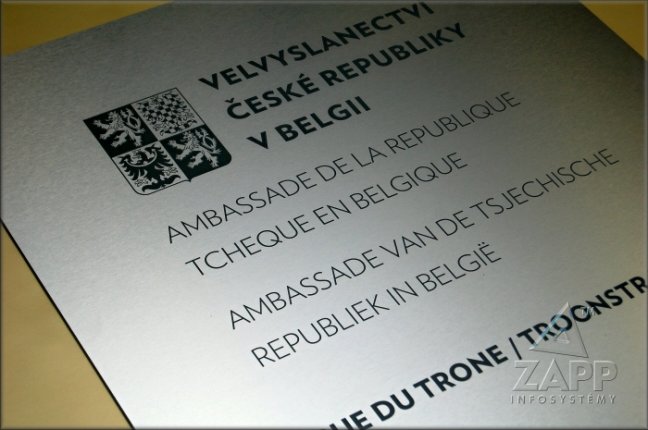 VELVYSLANECTVÍ
ČESKÉ REPUBLIKY
V BELGII
AMBASSADE DE LA REPUBLIQUE
TCHEQUE EN BELGIQUE
AMBASSADE VAN DE TSJECHISCHE
REPUBLIEK IN BELGIË
DU TRONE /
ZAPP
INFOSYSTEMY